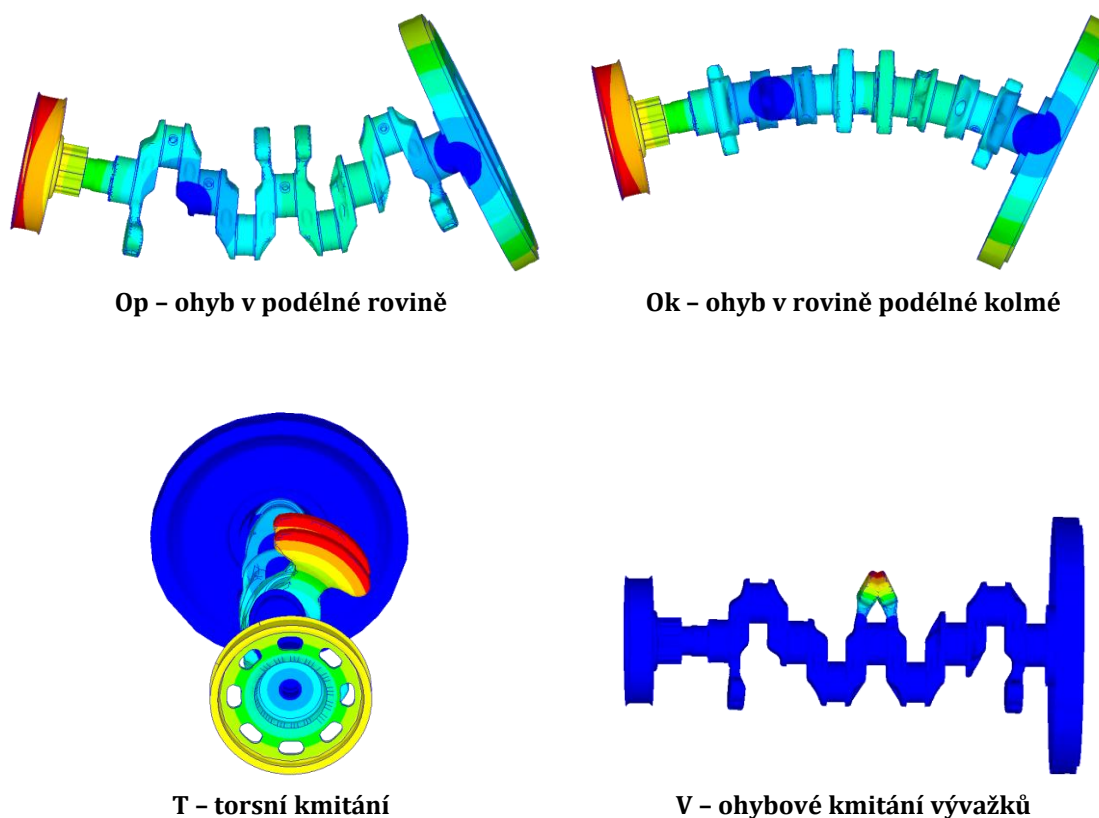 Op – ohyb v podélné rovině
Ok – ohyb v rovině podélné kolmé
T – torsní kmitání
V – ohybové kmitání vývažků